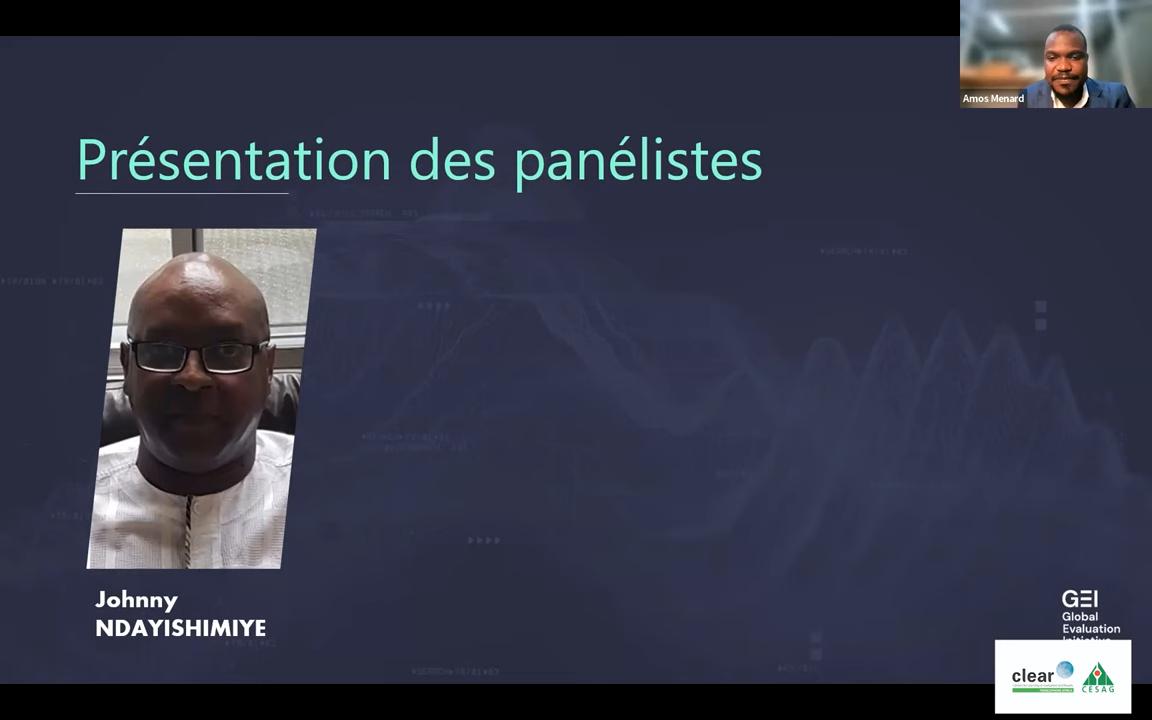 Amos Menard
Présentation des panélistes
Johnny
NDAYISHIMIYE
GEI
Global
Evaluation
clear
CESAG